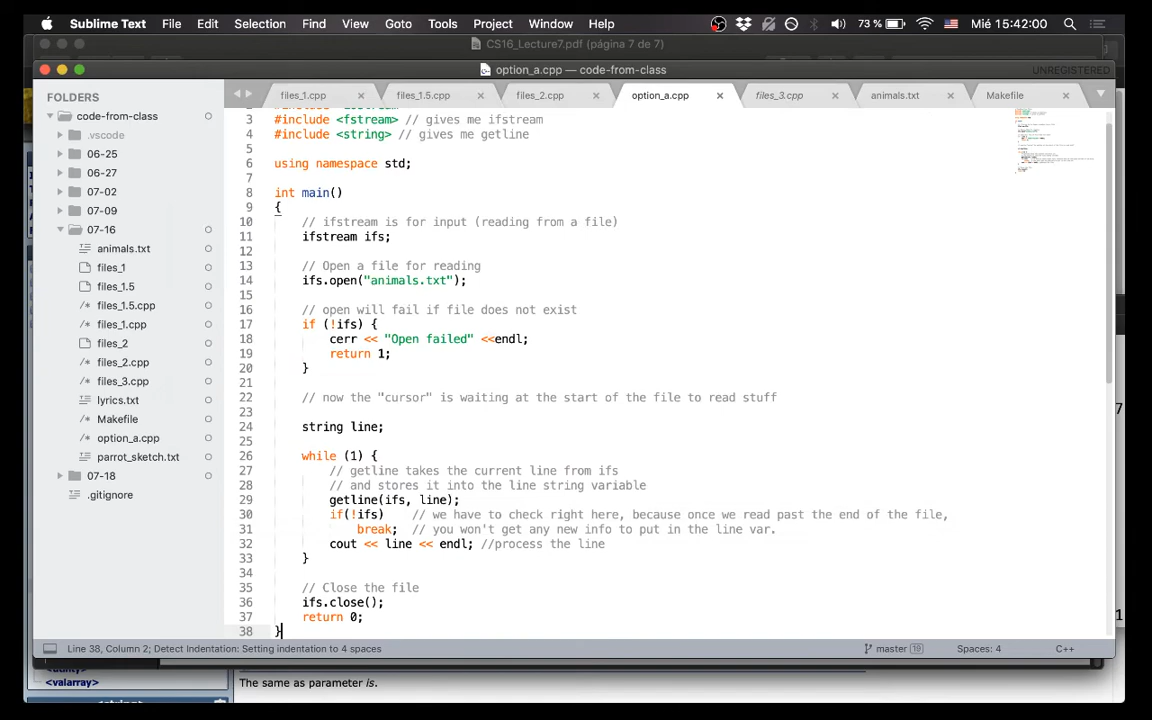 Sublime Text File Edit Selection Find View Goto Tools Project Window Help 73 % Mié 15:42:00
CS16_Lecture7.pdf (página 7 de 7)
option_a.cpp — code-from-class UNREGISTERED
FOLDERS
code-from-class
.vscode
06-25
06-27
07-02
07-09
07-16
animals.txt
files_1
files_1.5
files_1.5.cpp
files_1.cpp
files_2
files_2.cpp
files_3.cpp
lyrics.txt
Makefile
option_a.cpp
parrot_sketch.txt
07-18
.gitignore
files_1.cpp files_1.5.cpp files_2.cpp option_a.cpp files_3.cpp animals.txt Makefile
3 #include <fstream> // gives me ifstream
4 #include <string> // gives me getline
5
6 using namespace std;
7
8 int main()
9 {
10 // ifstream is for input (reading from a file)
11 ifstream ifs;
12
13 // Open a file for reading
14 ifs.open("animals.txt");
15
16 // open will fail if file does not exist
17 if (!ifs) {
18 cerr << "Open failed" <<endl;
19 return 1;
20 }
21
22 // now the "cursor" is waiting at the start of the file to read stuff
23
24 string line;
25
26 while (1) {
27 // getline takes the current line from ifs
28 // and stores it into the line string variable
29 getline(ifs, line);
30 if(!ifs) // we have to check right here, because once we read past the end of the file,
31 break; // you won't get any new info to put in the line var.
32 cout << line << endl; //process the line
33 }
34
35 // Close the file
36 ifs.close();
37 return 0;
38 }
Line 38, Column 2; Detect Indentation: Setting indentation to 4 spaces master 19 Spaces: 4 C++
<valarray>
The same as parameter is.